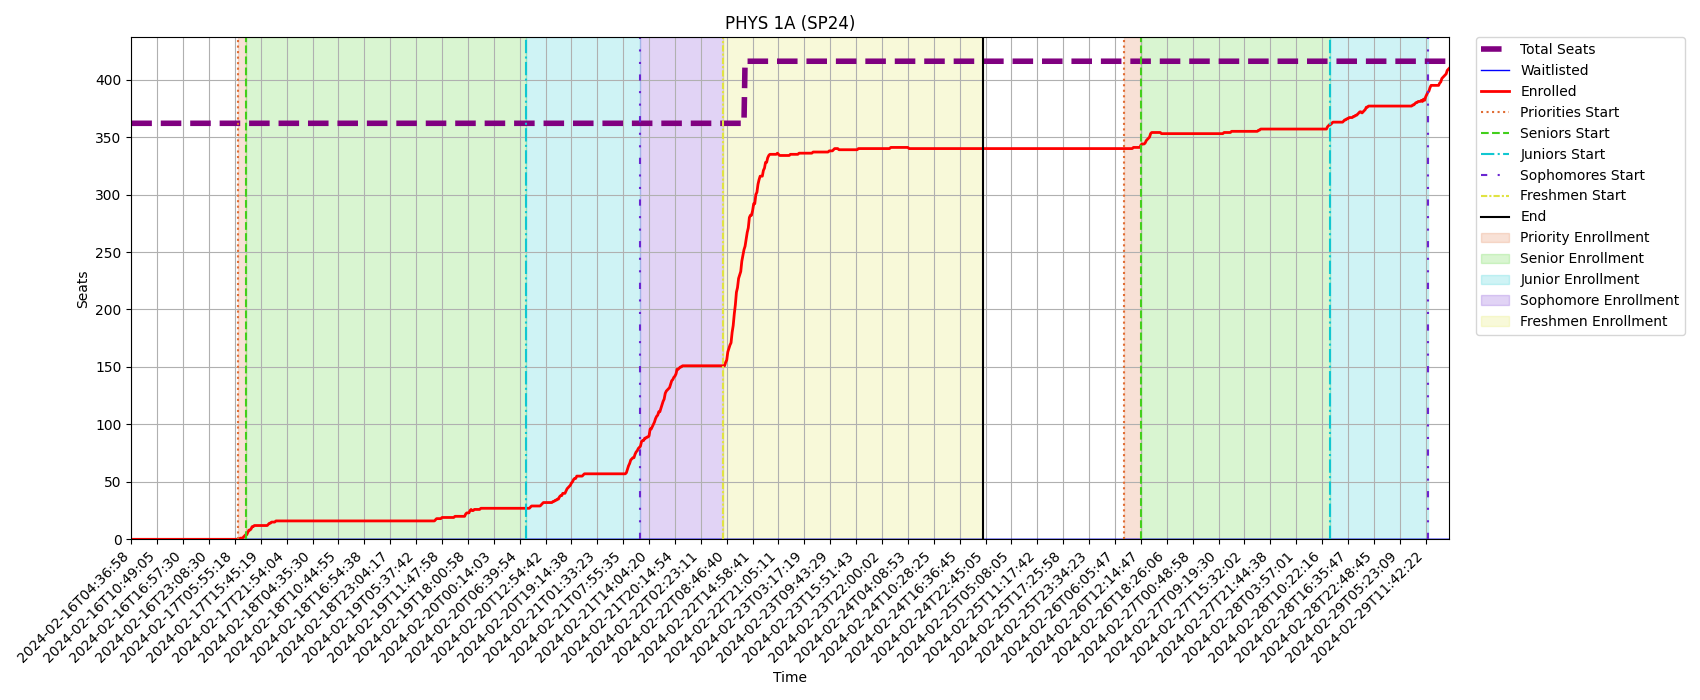 PHYS 1A (SP24)
Seats
400
350
300
250
200
150
100
50
0
2024-02-16T04:36:58
2024-02-16T10:49:05
2024-02-16T16:57:30
2024-02-16T23:08:30
2024-02-17T05:55:18
2024-02-17T15:45:19
2024-02-17T21:54:04
2024-02-18T04:35:30
2024-02-18T10:44:55
2024-02-18T16:54:38
2024-02-18T23:04:17
2024-02-19T05:37:42
2024-02-19T11:47:58
2024-02-19T18:00:58
2024-02-20T00:14:03
2024-02-20T06:39:54
2024-02-20T12:54:42
2024-02-20T19:14:38
2024-02-21T01:33:23
2024-02-21T07:55:35
2024-02-21T14:04:20
2024-02-21T20:14:54
2024-02-22T02:23:11
2024-02-22T08:46:40
2024-02-22T14:58:41
2024-02-22T21:05:11
2024-02-23T03:17:19
2024-02-23T09:43:29
2024-02-23T15:51:43
2024-02-23T22:00:02
2024-02-24T04:08:53
2024-02-24T10:28:25
2024-02-24T16:36:45
2024-02-24T22:45:05
2024-02-25T05:08:05
2024-02-25T11:17:42
2024-02-25T17:25:58
2024-02-25T23:34:23
2024-02-26T06:05:47
2024-02-26T12:14:47
2024-02-26T18:26:06
2024-02-27T00:48:58
2024-02-27T09:19:30
2024-02-27T15:32:02
2024-02-27T21:44:38
2024-02-28T03:57:01
2024-02-28T10:22:16
2024-02-28T16:35:47
2024-02-28T22:48:45
2024-02-29T05:23:09
2024-02-29T11:42:22
Time
Total Seats
Waitlisted
Enrolled
Priorities Start
Seniors Start
Juniors Start
Sophomores Start
Freshmen Start
End
Priority Enrollment
Senior Enrollment
Junior Enrollment
Sophomore Enrollment
Freshmen Enrollment